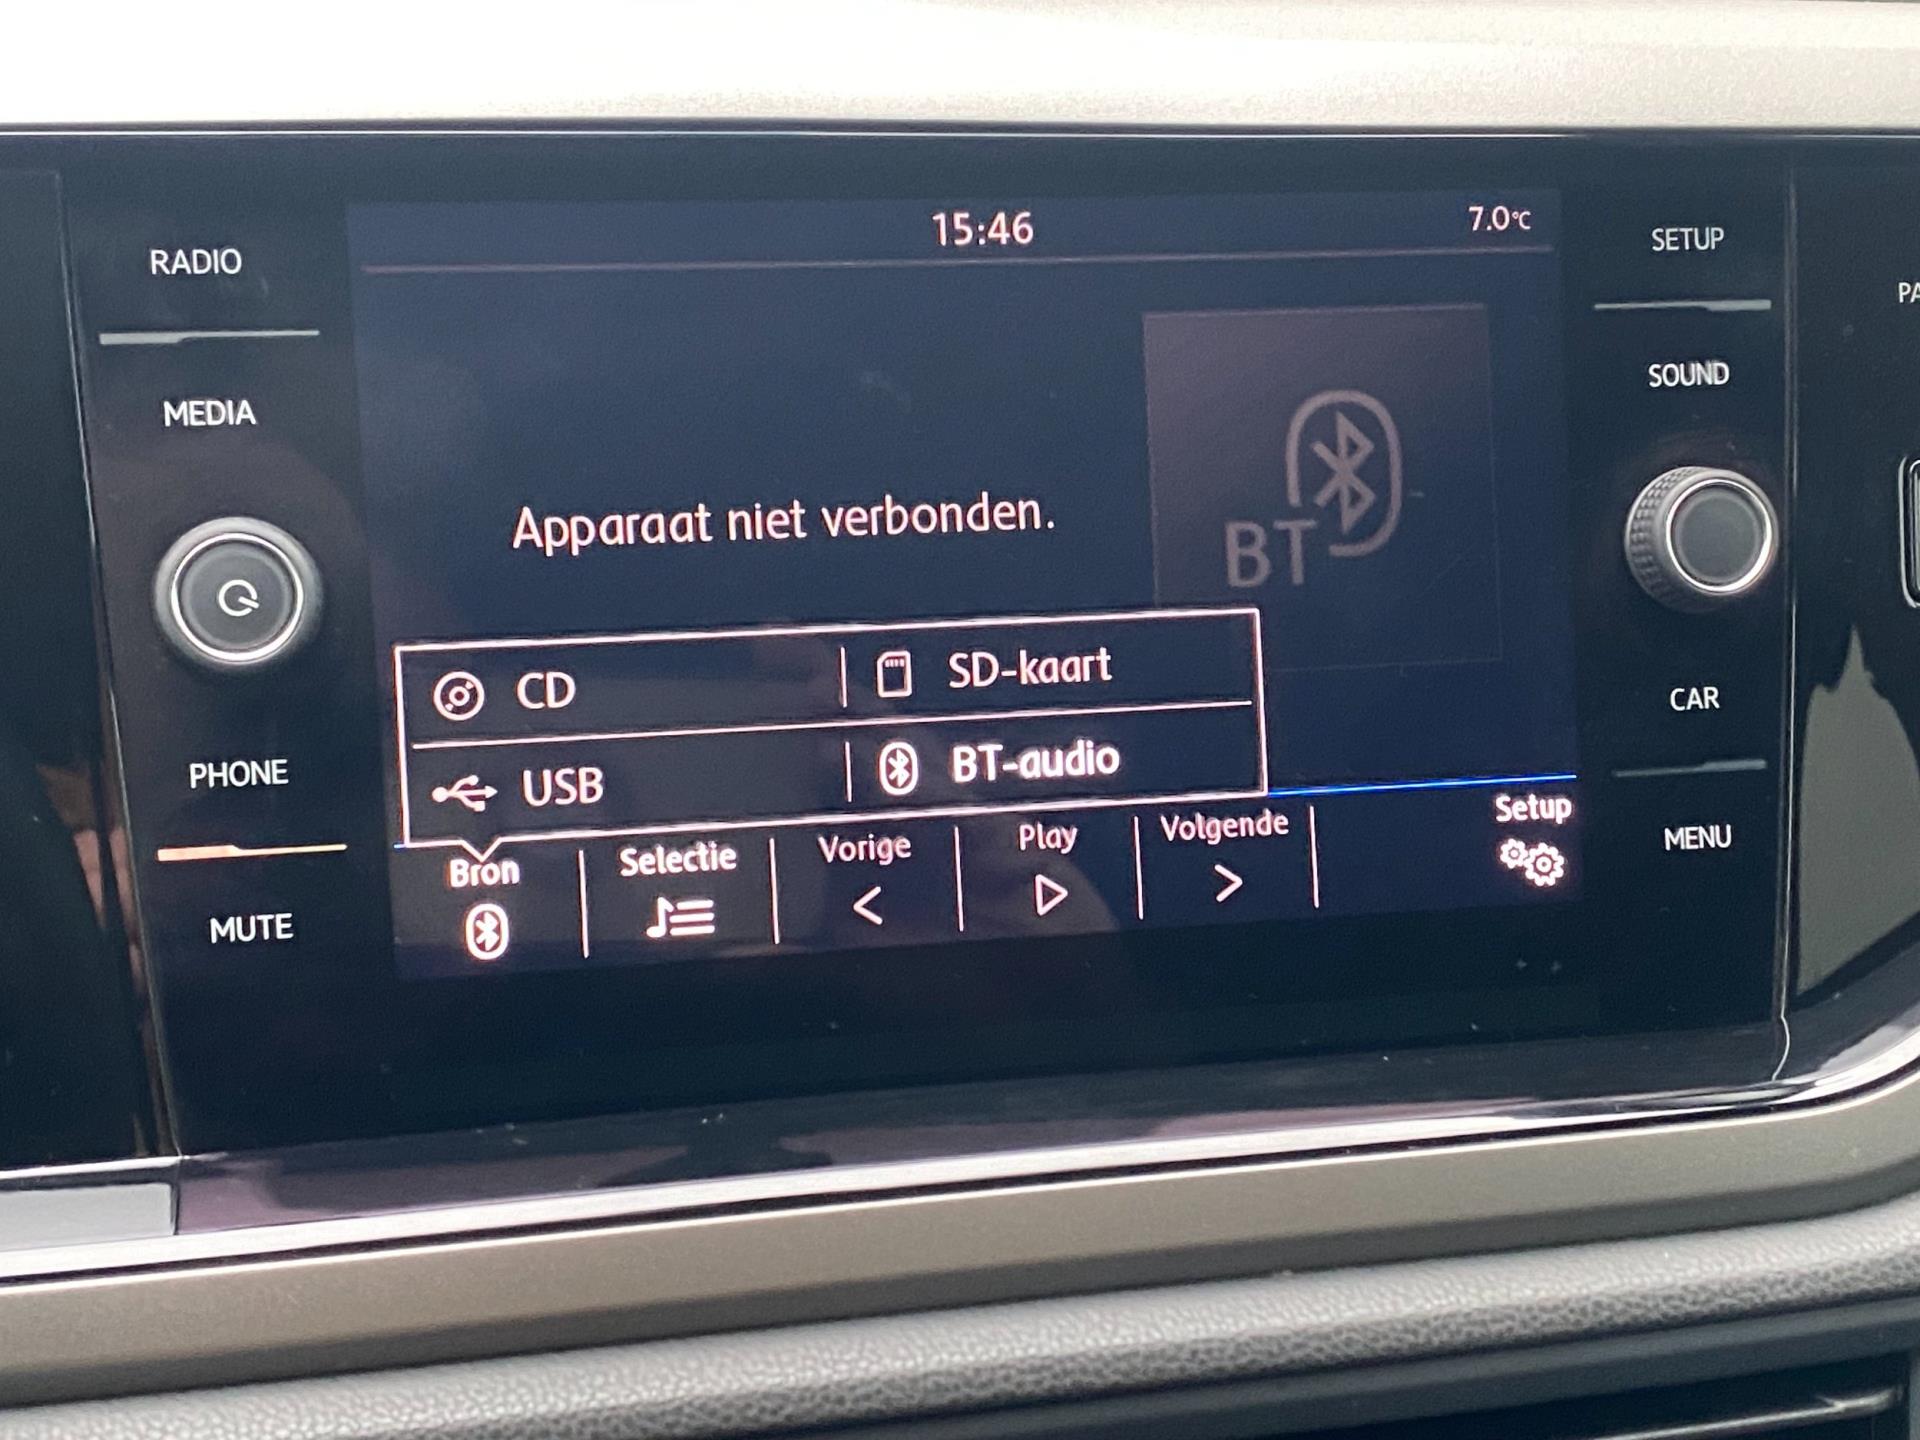 15:46
7.0°C
RADIO
MEDIA
PHONE
MUTE
Apparaat niet verbonden.
BT
CD
SD-kaart
USB
BT-audio
Bron
Selectie
Vorige
Play
Volgende
Setup
SETUP
SOUND
CAR
MENU